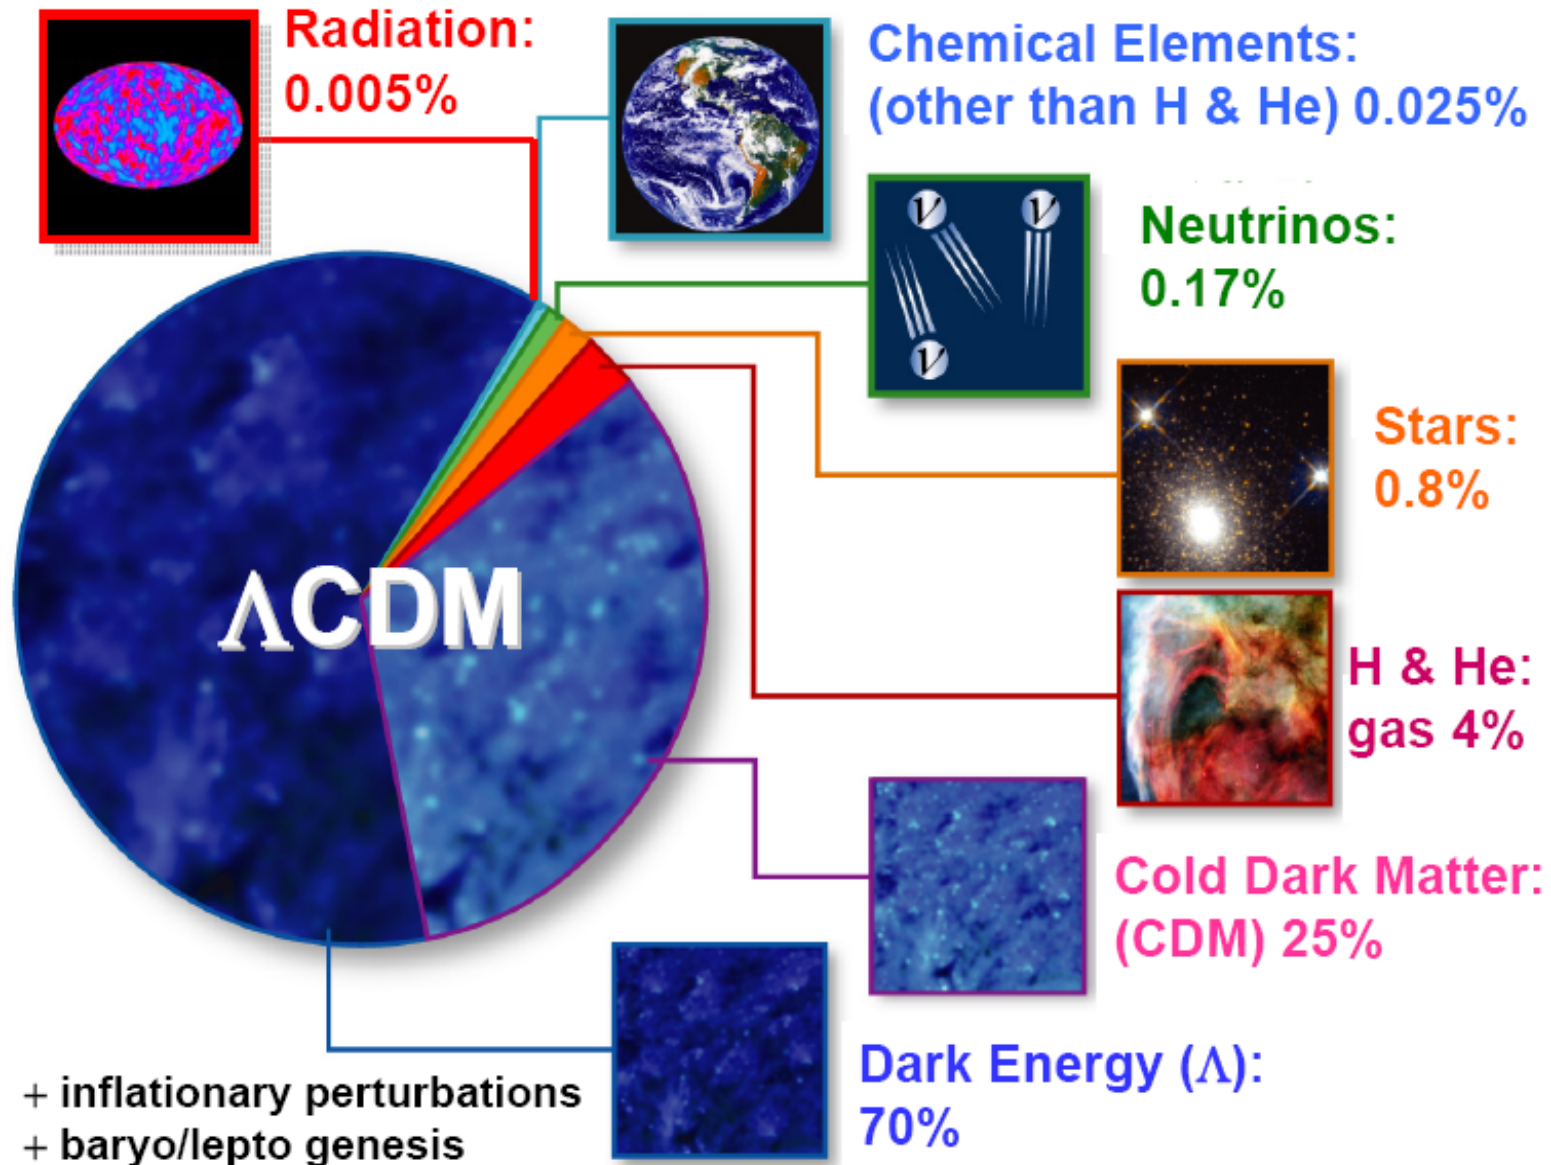 Radiation:
0.005%
Chemical Elements:
(other than H & He) 0.025%
ν
ν
ν
Neutrinos:
0.17%
Stars:
0.8%
ΛCDM
H & He:
gas 4%
Cold Dark Matter:
(CDM) 25%
Dark Energy (Λ):
70%
+ inflationary perturbations
+ baryo/lepto genesis